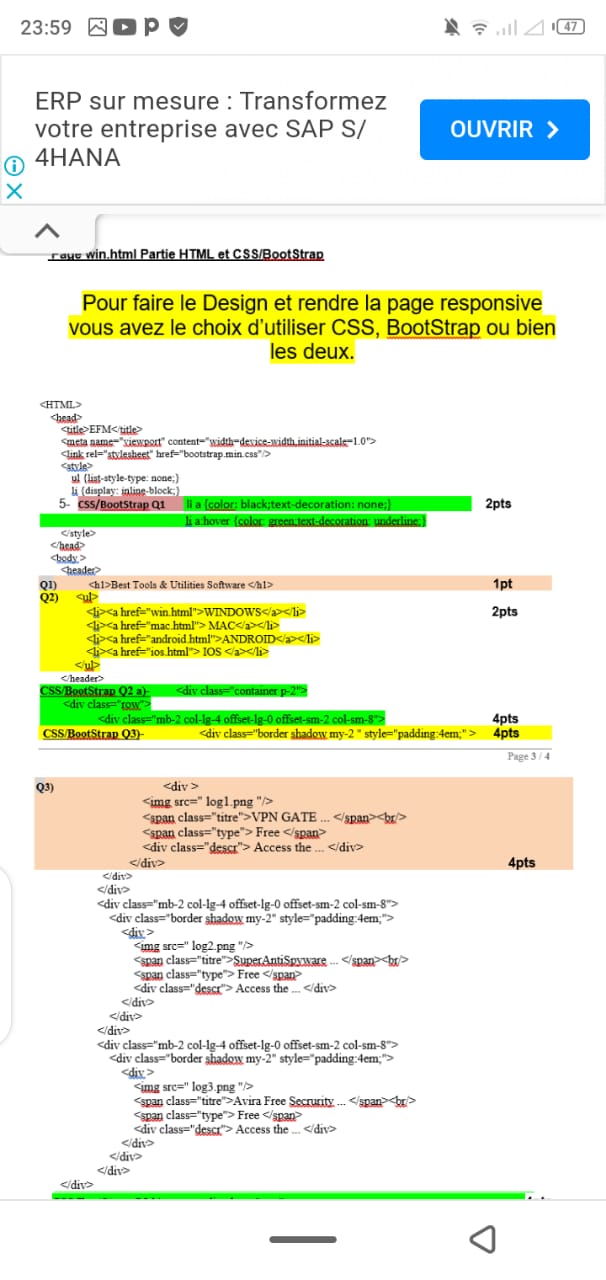 23:59
47
ERP sur mesure : Transformez
votre entreprise avec SAP S/
4HANA
OUVRIR
Page win.html Partie HTML et CSS/BootStrap
Pour faire le Design et rendre la page responsive
vous avez le choix d'utiliser CSS, BootStrap ou bien
les deux.
<HTML>
<head>
<title>EFM</title>
<meta name="viewport" content="width=device-width,initial-scale=1.0">
<link rel="stylesheet" href="bootstrap.min.css"/>
<style>
ul {list-style-type: none;}
li {display: inline-block;}
5- CSS/BootStrap Q1 li a {color: black;text-decoration: none;} 2pts
li a:hover {color: green;text-decoration: underline;}
</style>
</head>
<body >
<header>
Q1) <h1>Best Tools & Utilities Software </h1> 1pt
Q2) <ul>
<li><a href="win.html">WINDOWS</a></li> 2pts
<li><a href="mac.html"> MAC</a></li>
<li><a href="android.html">ANDROID</a></li>
<li><a href="ios.html"> IOS </a></li>
</ul>
</header>
CSS/BootStrap Q2 a)- <div class="container p-2">
<div class="row">
<div class="mb-2 col-lg-4 offset-lg-0 offset-sm-2 col-sm-8"> 4pts
CSS/BootStrap Q3)- <div class="border shadow my-2 " style="padding:4em;" > 4pts
Page 3 / 4
Q3) <div >
<img src=" log1.png "/>
<span class="titre">VPN GATE ... </span><br/>
<span class="type"> Free </span>
<div class="descr"> Access the ... </div>
</div> 4pts
</div>
</div>
<div class="mb-2 col-lg-4 offset-lg-0 offset-sm-2 col-sm-8">
<div class="border shadow my-2" style="padding:4em;">
<div >
<img src=" log2.png "/>
<span class="titre">SuperAntiSpyware ... </span><br/>
<span class="type"> Free </span>
<div class="descr"> Access the ... </div>
</div>
</div>
</div>
<div class="mb-2 col-lg-4 offset-lg-0 offset-sm-2 col-sm-8">
<div class="border shadow my-2" style="padding:4em;">
<div >
<img src=" log3.png "/>
<span class="titre">Avira Free Secrurity ... </span><br/>
<span class="type"> Free </span>
<div class="descr"> Access the ... </div>
</div>
</div>
</div>
</div>